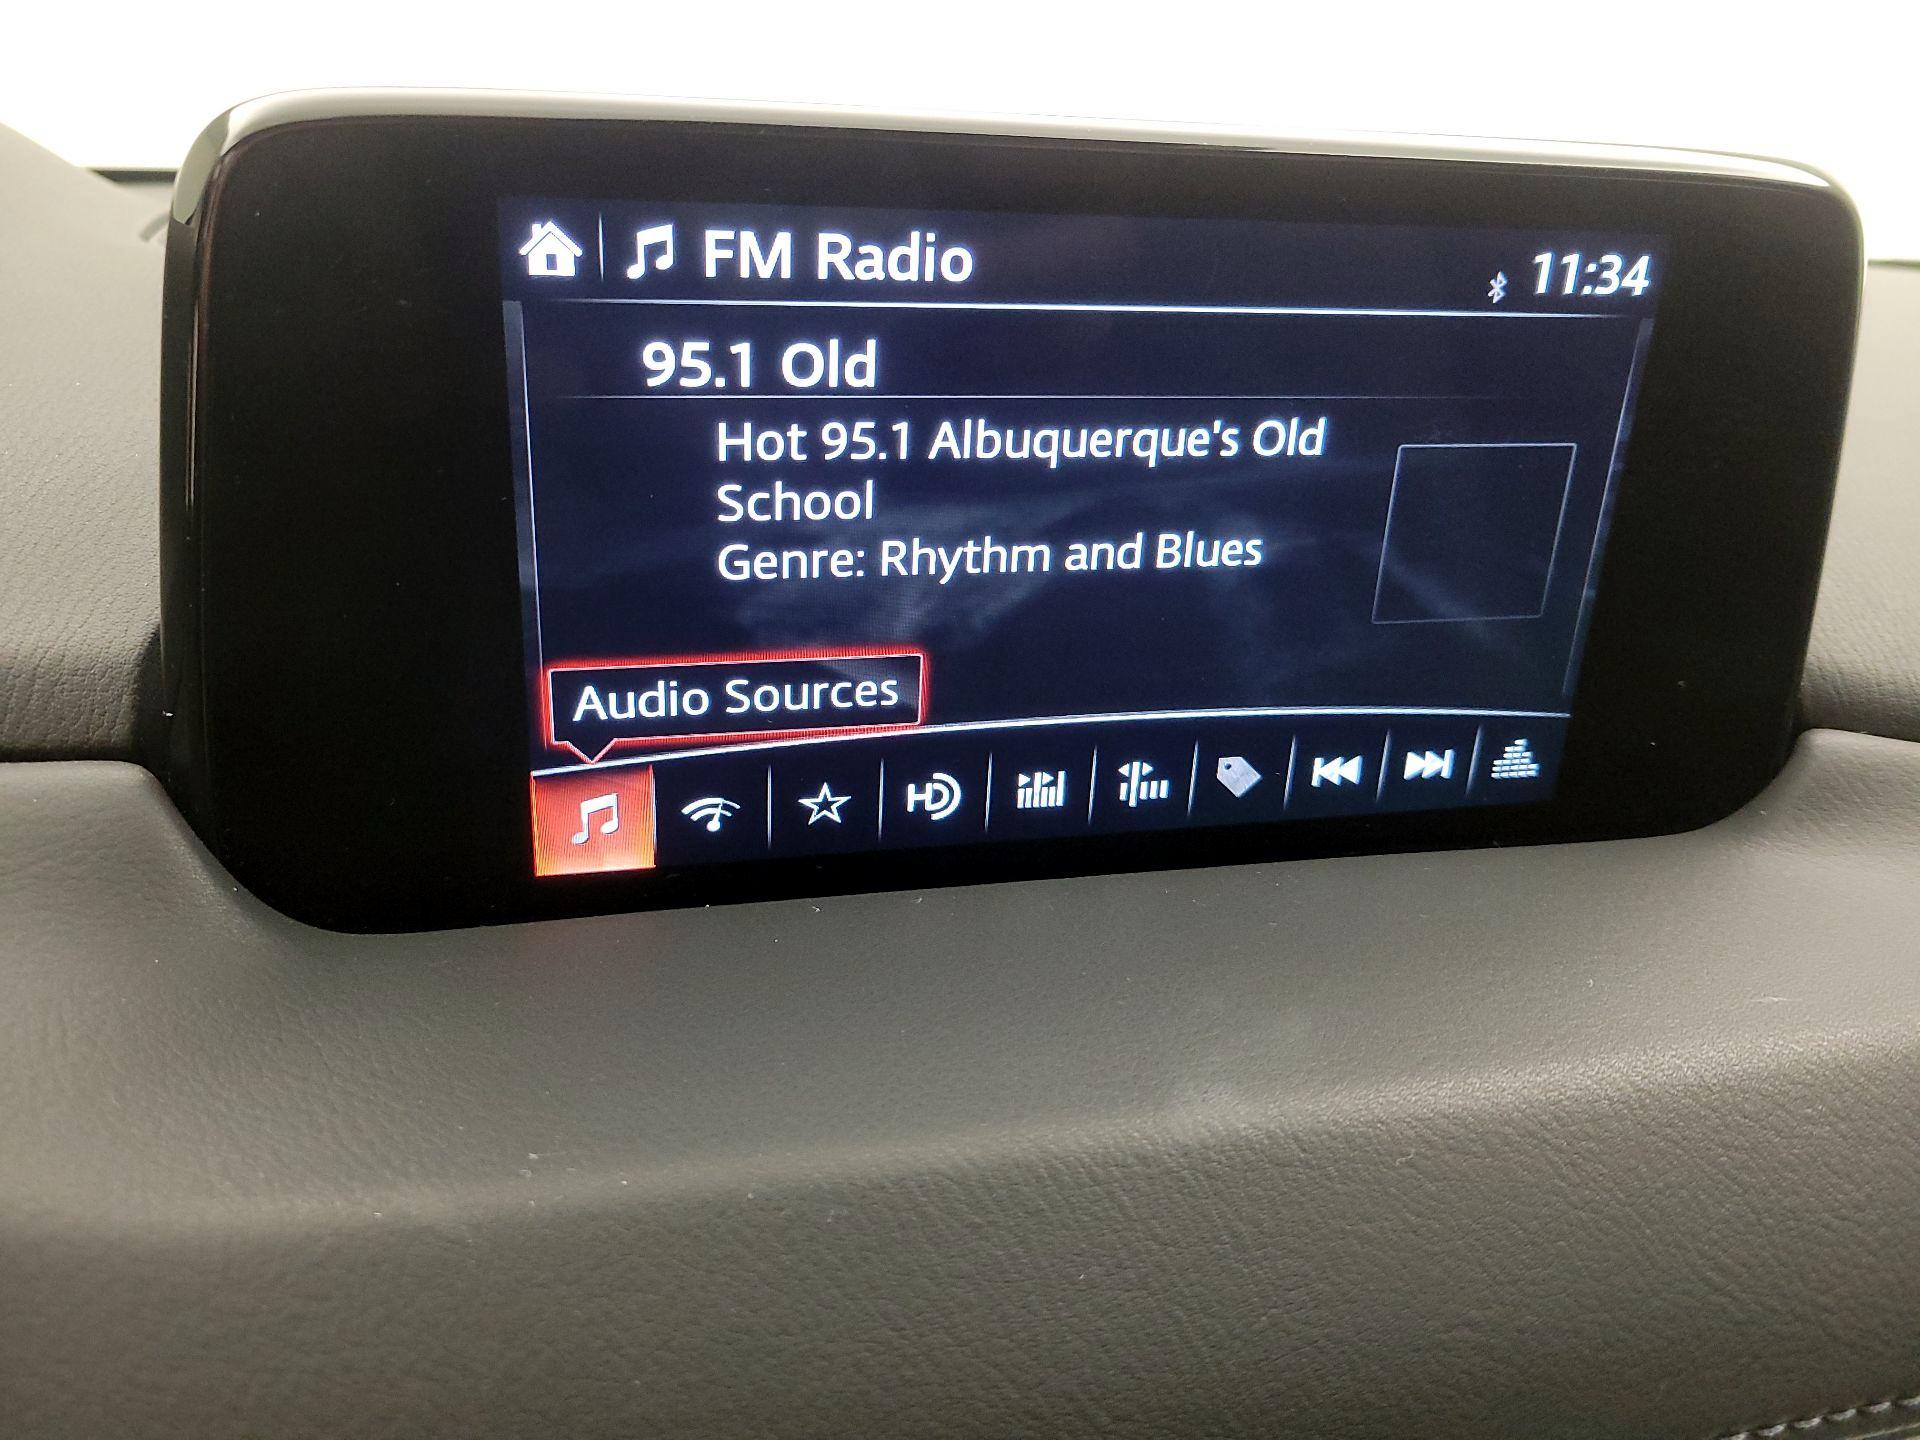 FM Radio
11:34
95.1 Old
Hot 95.1 Albuquerque's Old
School
Genre: Rhythm and Blues
Audio Sources
HD